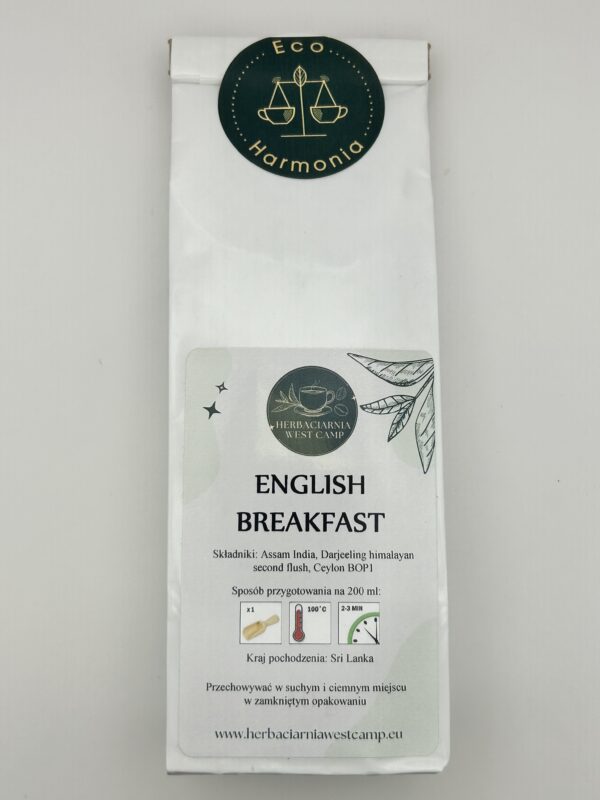 Eco
Harmonia
HERBACIARNIA
WEST CAMP
ENGLISH
BREAKFAST
Składniki: Assam India, Darjeeling himalayan
second flush, Ceylon BOP1
Sposób przygotowania na 200 ml:
x1
100°C
2-3 MIN
Kraj pochodzenia: Sri Lanka
Przechowywać w suchym i ciemnym miejscu
w zamkniętym opakowaniu
www.herbaciarniawestcamp.eu